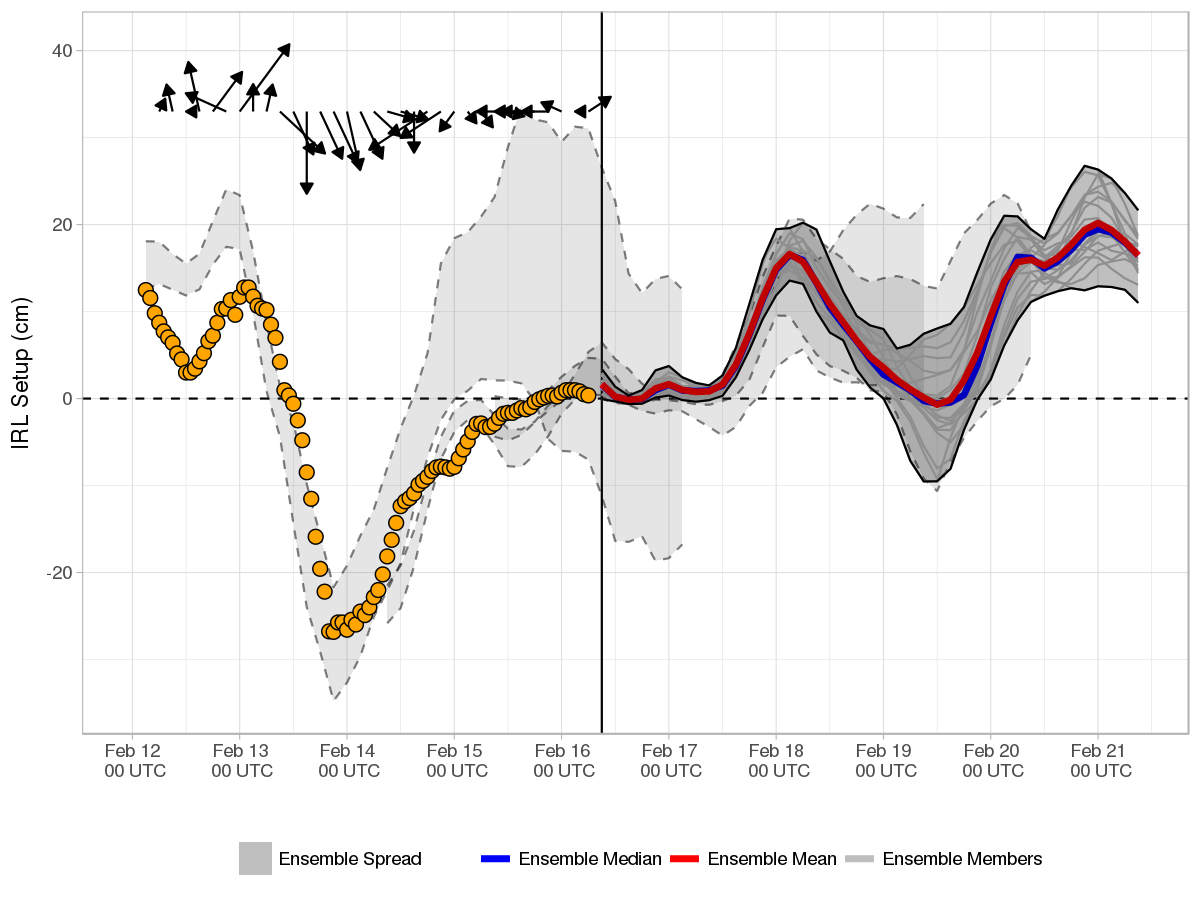 IRL Setup (cm)
40
20
0
-20
Feb 12 Feb 13 Feb 14 Feb 15 Feb 16 Feb 17 Feb 18 Feb 19 Feb 20 Feb 21
00 UTC 00 UTC 00 UTC 00 UTC 00 UTC 00 UTC 00 UTC 00 UTC 00 UTC 00 UTC
Ensemble Spread Ensemble Median Ensemble Mean Ensemble Members